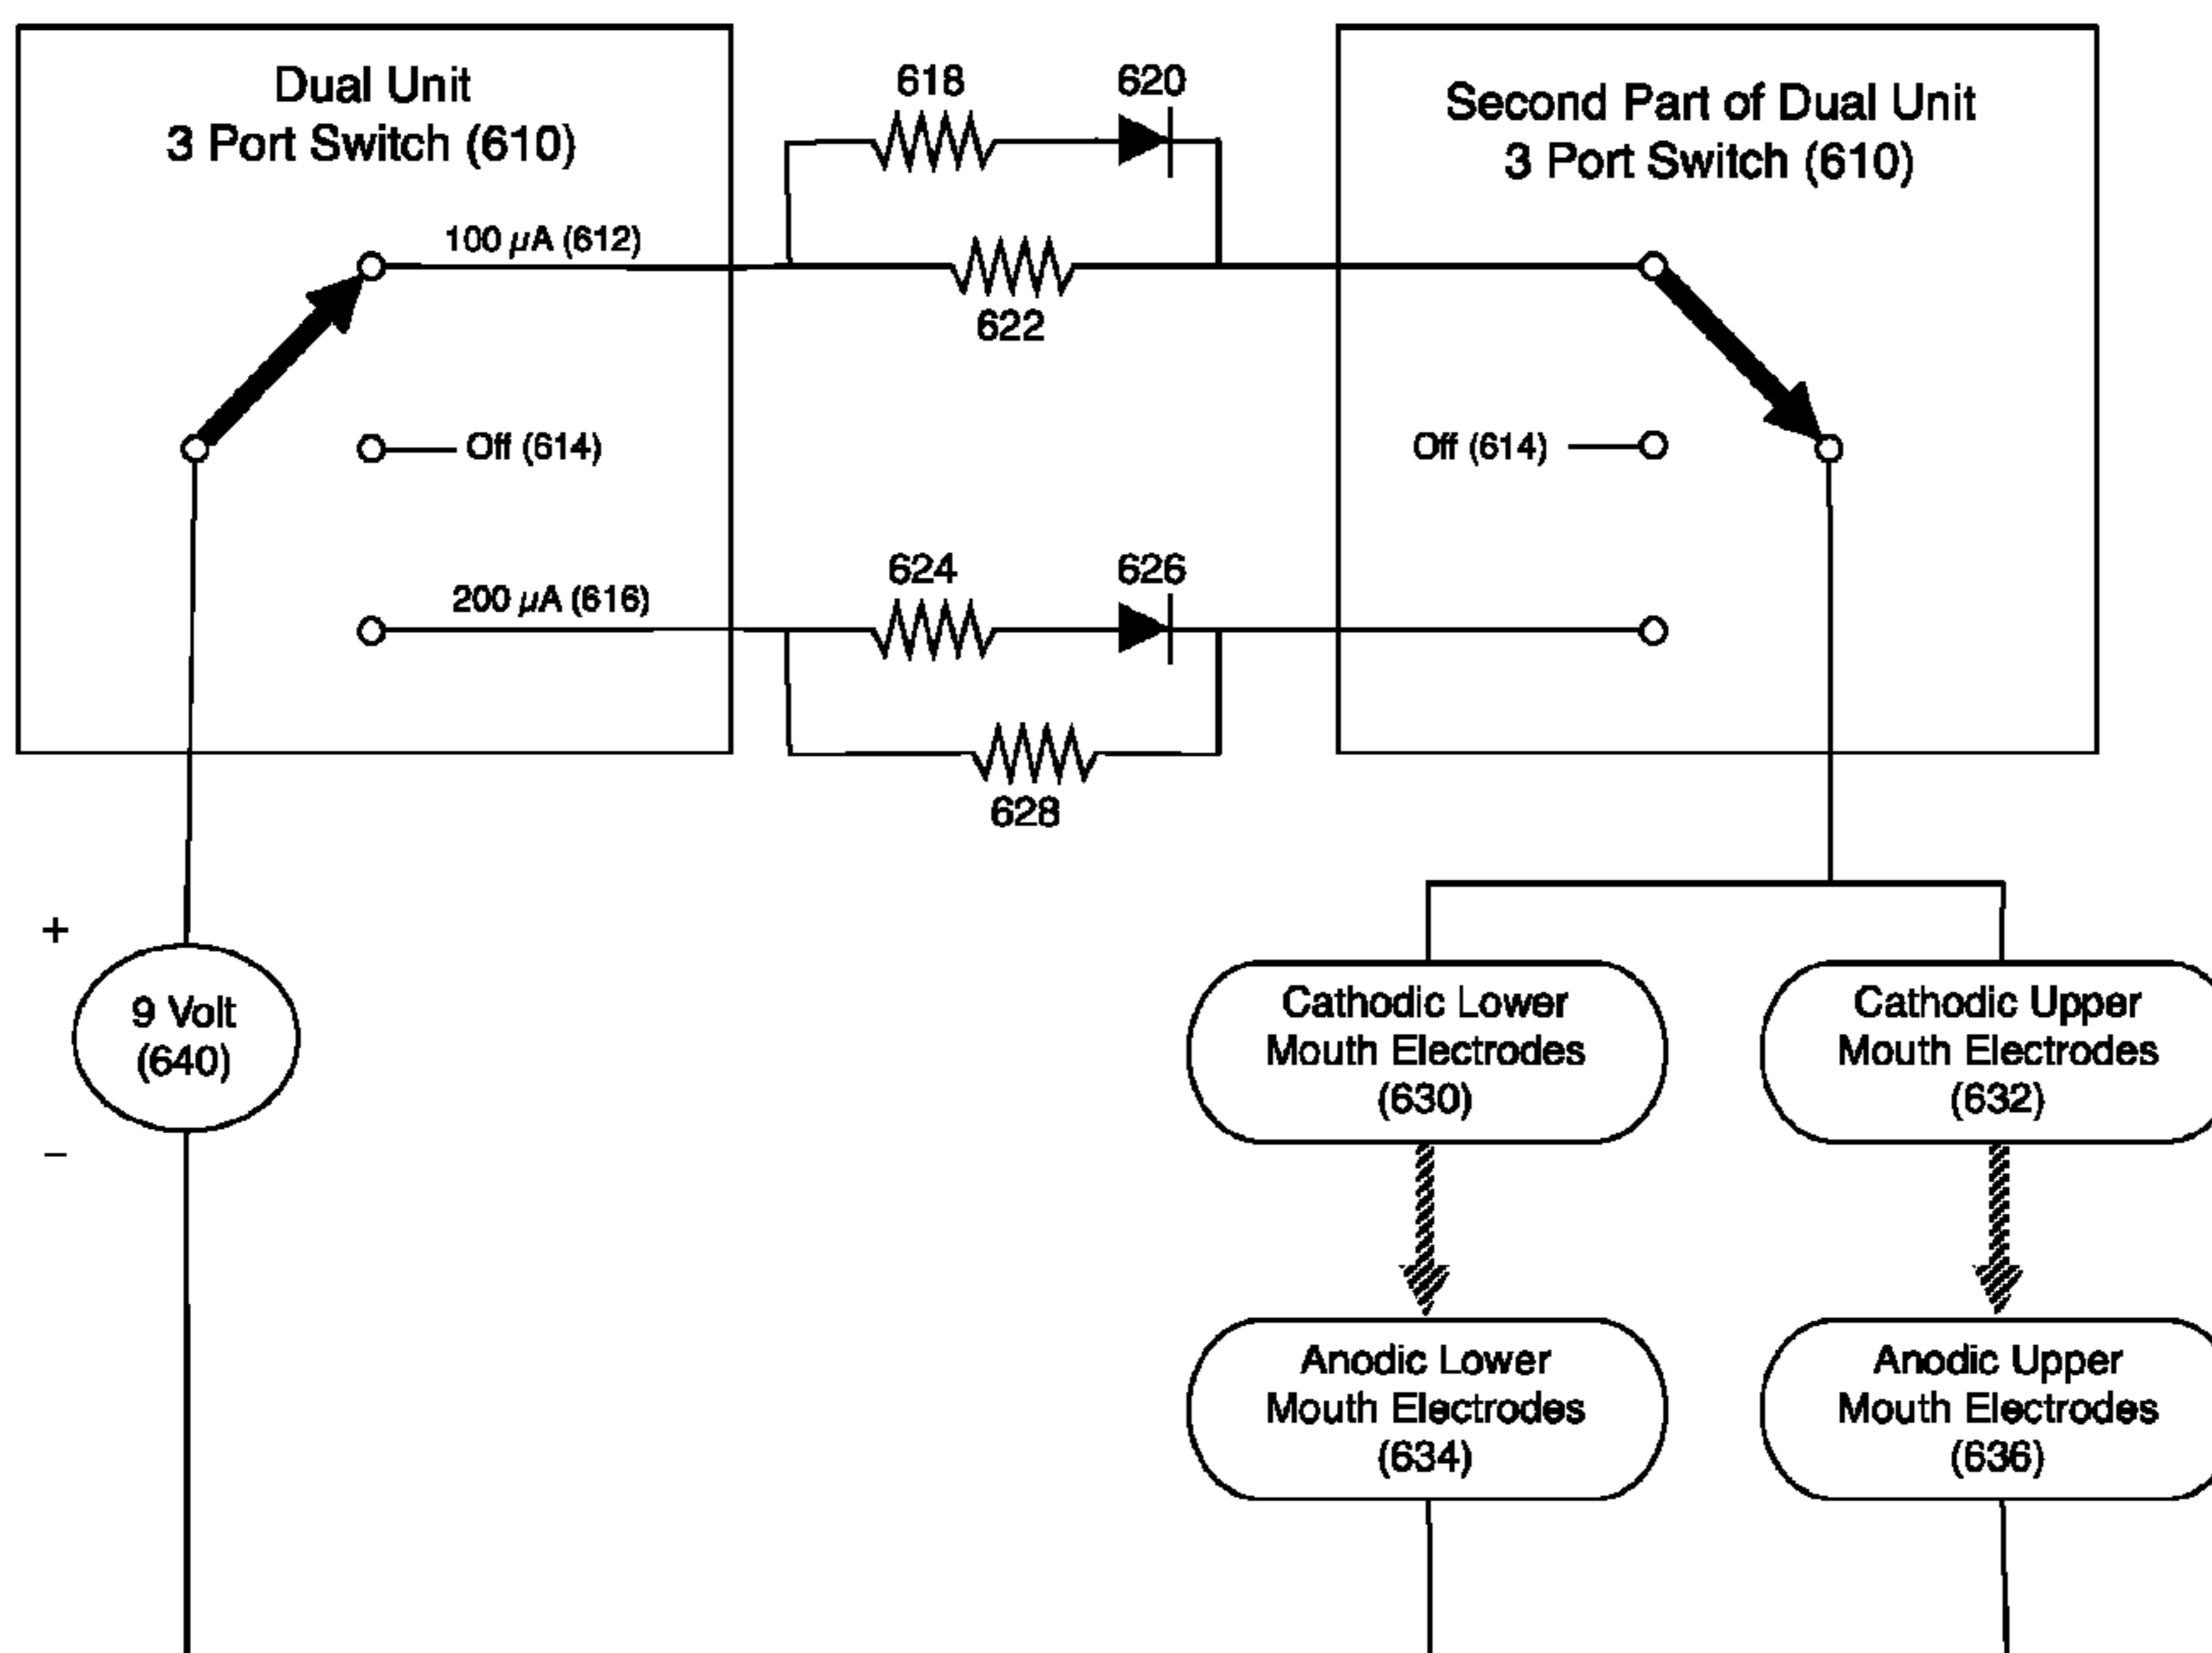 Dual Unit
3 Port Switch (610)
618
620
Second Part of Dual Unit
3 Port Switch (610)
100 µA (612)
622
Off (614)
Off (614)
624
626
200 µA (616)
628
+
9 Volt
(640)
–
Cathodic Lower
Mouth Electrodes
(630)
Cathodic Upper
Mouth Electrodes
(632)
Anodic Lower
Mouth Electrodes
(634)
Anodic Upper
Mouth Electrodes
(636)